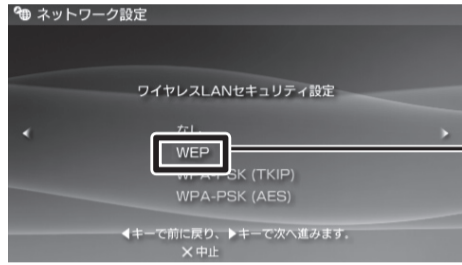 ネットワーク設定
ワイヤレスLANセキュリティ設定
なし
WEP
WPA-PSK (TKIP)
WPA-PSK (AES)
◀キーで前に戻り、▶キーで次へ進みます。
✕中止